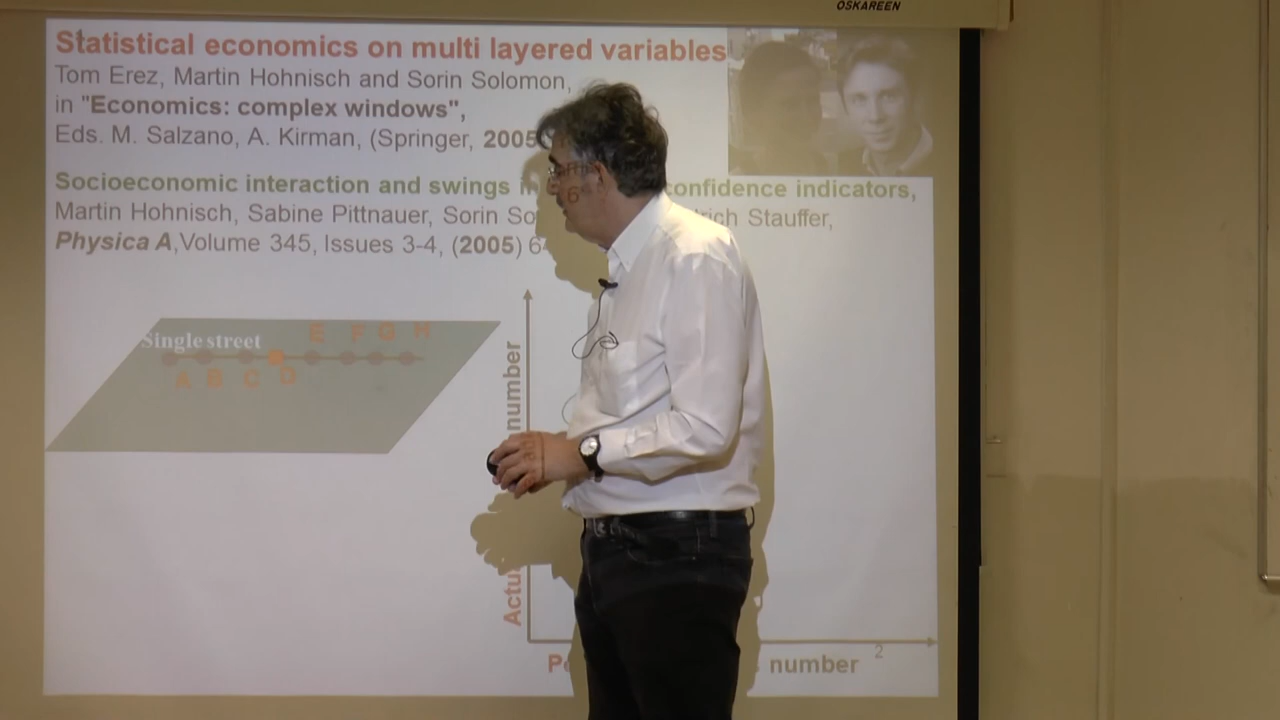 OSKAREEN
Statistical economics on multi layered variables
Tom Erez, Martin Hohnisch and Sorin Solomon,
in "Economics: complex windows",
Eds. M. Salzano, A. Kirman, (Springer, 2005
Socioeconomic interaction and swings in confidence indicators,
Martin Hohnisch, Sabine Pittnauer, Sorin Stauffer,
Physica A, Volume 345, Issues 3-4, (2005)
Single street
E F G H
A B C D
number
number
2